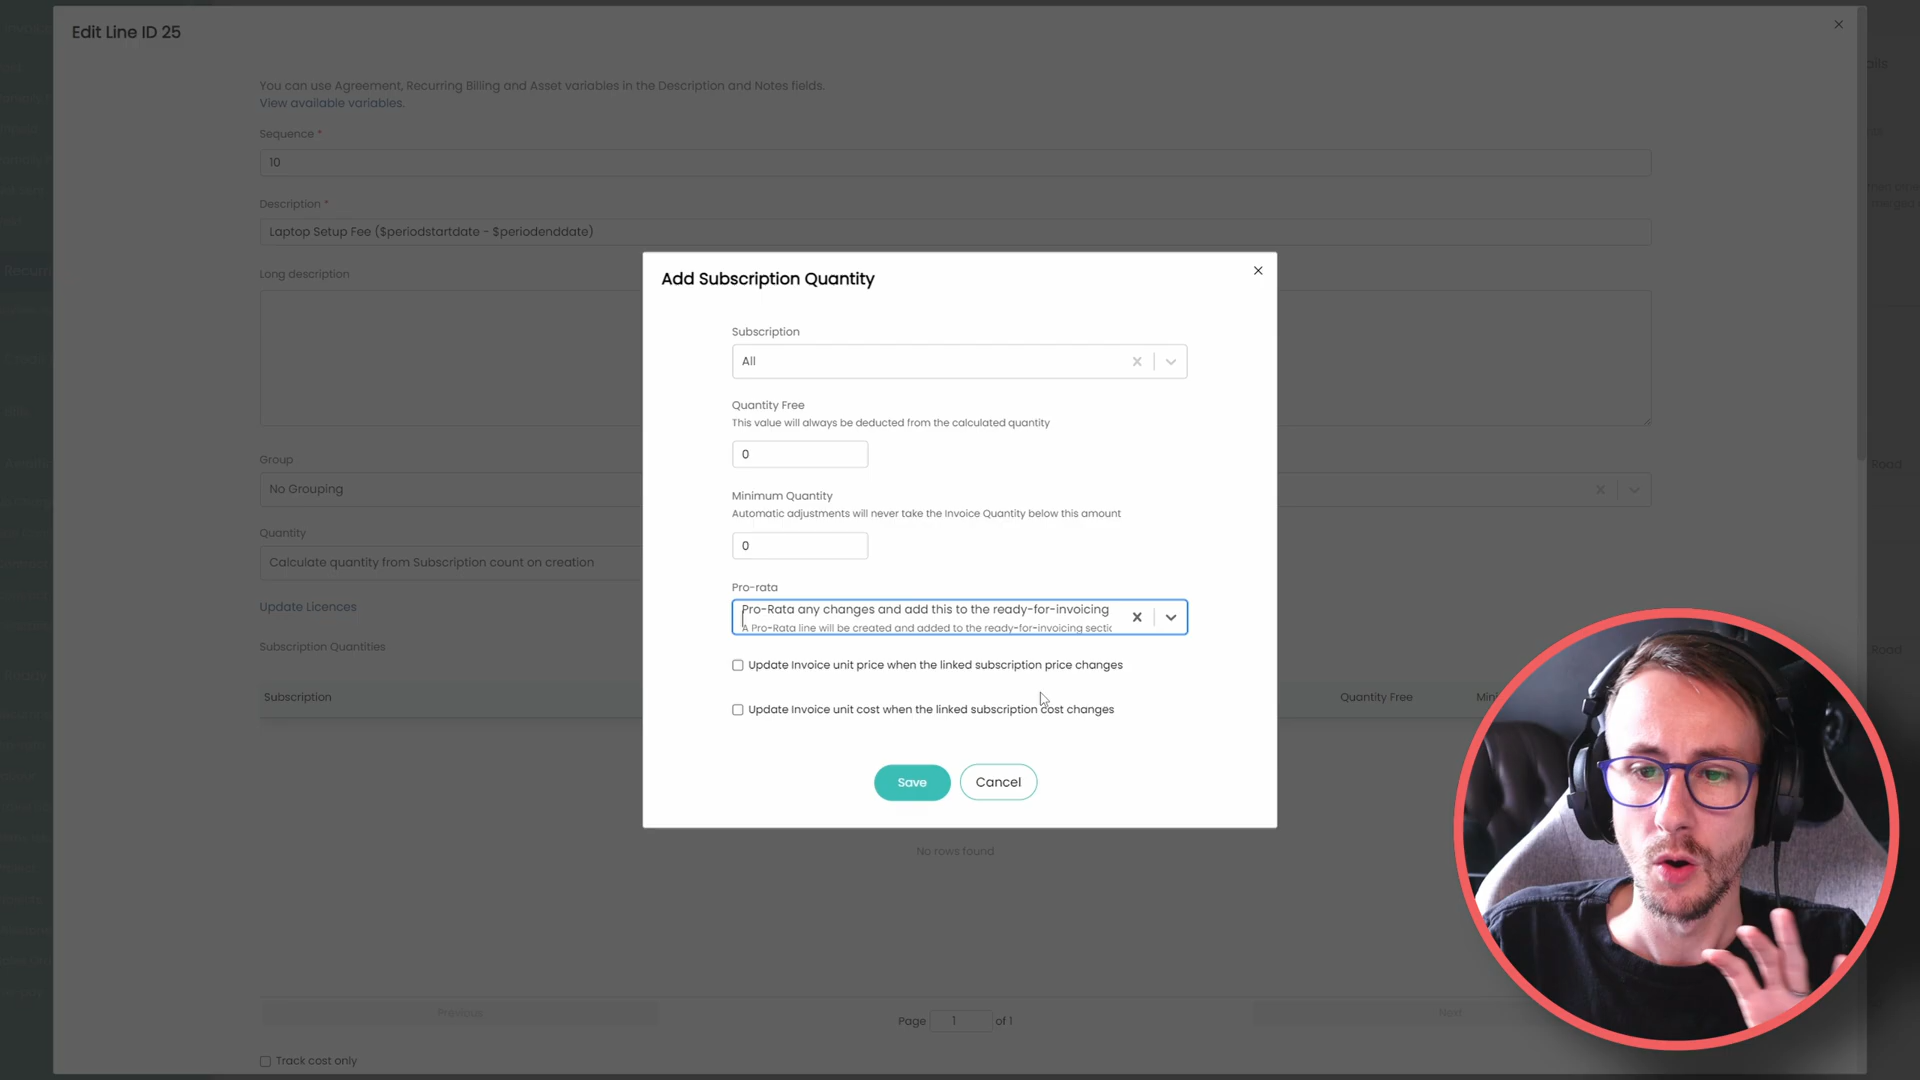 Edit Line ID 25
You can use Agreement, Recurring Billing and Asset variables in the Description and Notes fields.
View available variables.
Sequence *
10
Description *
Laptop Setup Fee ($periodstartdate - $periodenddate)
Long description
Group
No Grouping
Quantity
Calculate quantity from Subscription count on creation
Update Licences
Subscription Quantities
Subscription
Quantity Free
Add Subscription Quantity
Subscription
All
Quantity Free
This value will always be deducted from the calculated quantity
0
Minimum Quantity
Automatic adjustments will never take the Invoice Quantity below this amount
0
Pro-rata
Pro-Rata any changes and add this to the ready-for-invoicing
A Pro-Rata line will be created and added to the ready-for-invoicing secti
Update Invoice unit price when the linked subscription price changes
Update Invoice unit cost when the linked subscription cost changes
Save
Cancel
No rows found
Previous
Page 1 of 1
Next
Track cost only
Road
Road
merged